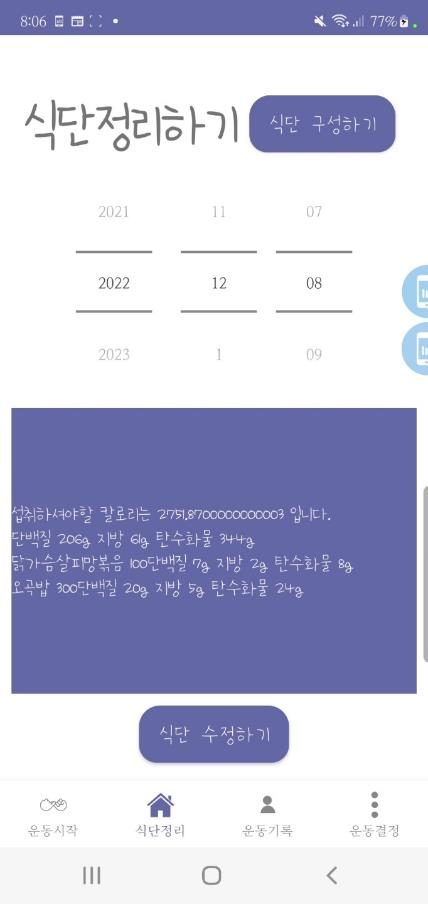 8:06
77%
식단정리하기
식단 구성하기
2021 11 07
2022 12 08
2023 1 09
섭취하셔야할 칼로리는 2751.8700000000003 입니다.
단백질 206g 지방 61g 탄수화물 344g
닭가슴살피망볶음 100단백질 7g 지방 2g 탄수화물 8g
오곡밥 300단백질 20g 지방 5g 탄수화물 24g
식단 수정하기
운동시작 식단정리 운동기록 운동결정